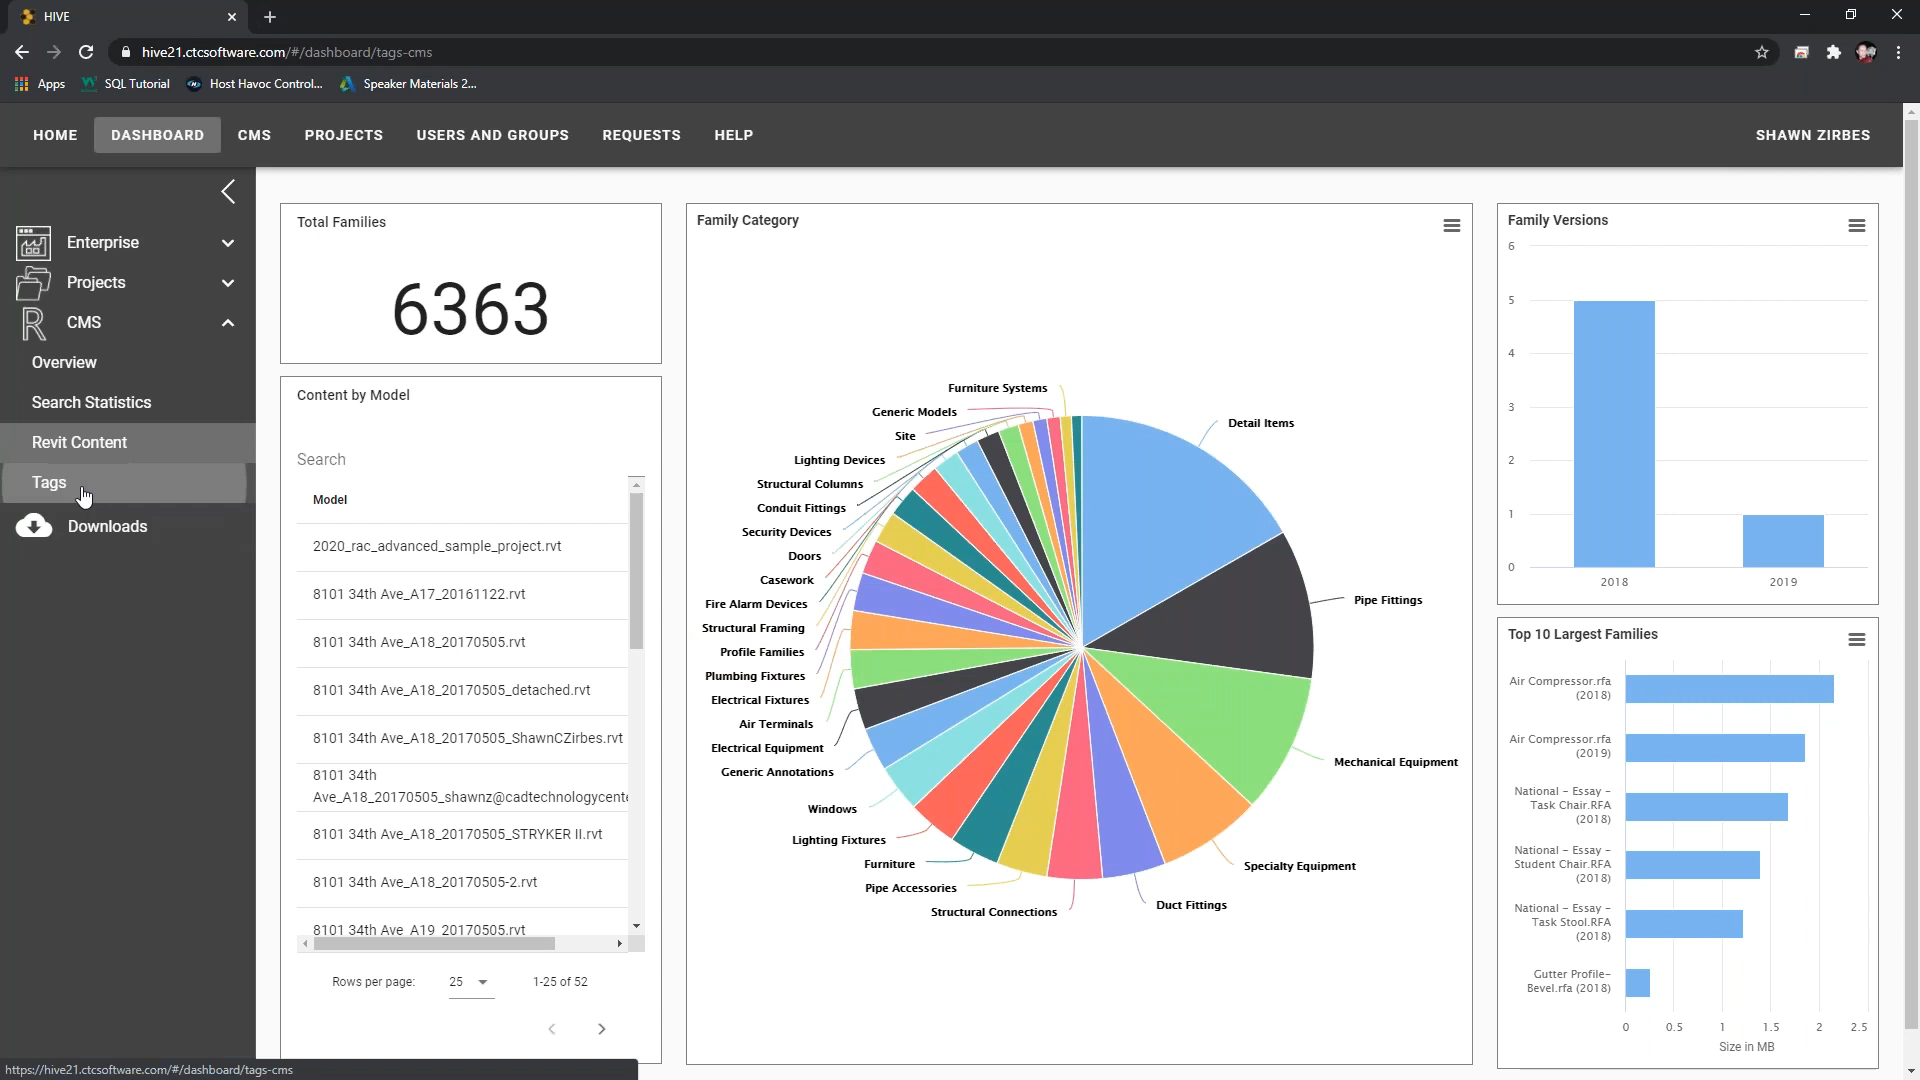 HIVE
hive21.ctcsoftware.com/#/dashboard/tags-cms
Apps
SQL Tutorial
Host Havoc Control...
Speaker Materials 2...
HOME
DASHBOARD
CMS
PROJECTS
USERS AND GROUPS
REQUESTS
HELP
SHAWN ZIRBES
Enterprise
Projects
CMS
Overview
Search Statistics
Revit Content
Tags
Downloads
Total Families
6363
Content by Model
Search
Model
2020_rac_advanced_sample_project.rvt
8101 34th Ave_A17_20161122.rvt
8101 34th Ave_A18_20170505.rvt
8101 34th Ave_A18_20170505_detached.rvt
8101 34th Ave_A18_20170505_ShawnCZirbes.rvt
8101 34th
Ave_A18_20170505_shawnz@cadtechnologycente
8101 34th Ave_A18_20170505_STRYKER II.rvt
8101 34th Ave_A18_20170505-2.rvt
8101 34th Ave_A19_20170505.rvt
Rows per page:
25
1-25 of 52
Family Category
Furniture Systems
Generic Models
Site
Lighting Devices
Structural Columns
Conduit Fittings
Security Devices
Doors
Casework
Fire Alarm Devices
Structural Framing
Profile Families
Plumbing Fixtures
Electrical Fixtures
Air Terminals
Electrical Equipment
Generic Annotations
Windows
Lighting Fixtures
Furniture
Pipe Accessories
Structural Connections
Detail Items
Pipe Fittings
Mechanical Equipment
Specialty Equipment
Duct Fittings
Family Versions
6
5
4
3
2
1
0
2018
2019
Top 10 Largest Families
Air Compressor.rfa
(2018)
Air Compressor.rfa
(2019)
National - Essay -
Task Chair.RFA
(2018)
National - Essay -
Student Chair.RFA
(2018)
National - Essay -
Task Stool.RFA
(2018)
Gutter Profile-
Bevel.rfa (2018)
0
0.5
1
1.5
2
2.5
Size in MB
https://hive21.ctcsoftware.com/#/dashboard/tags-cms